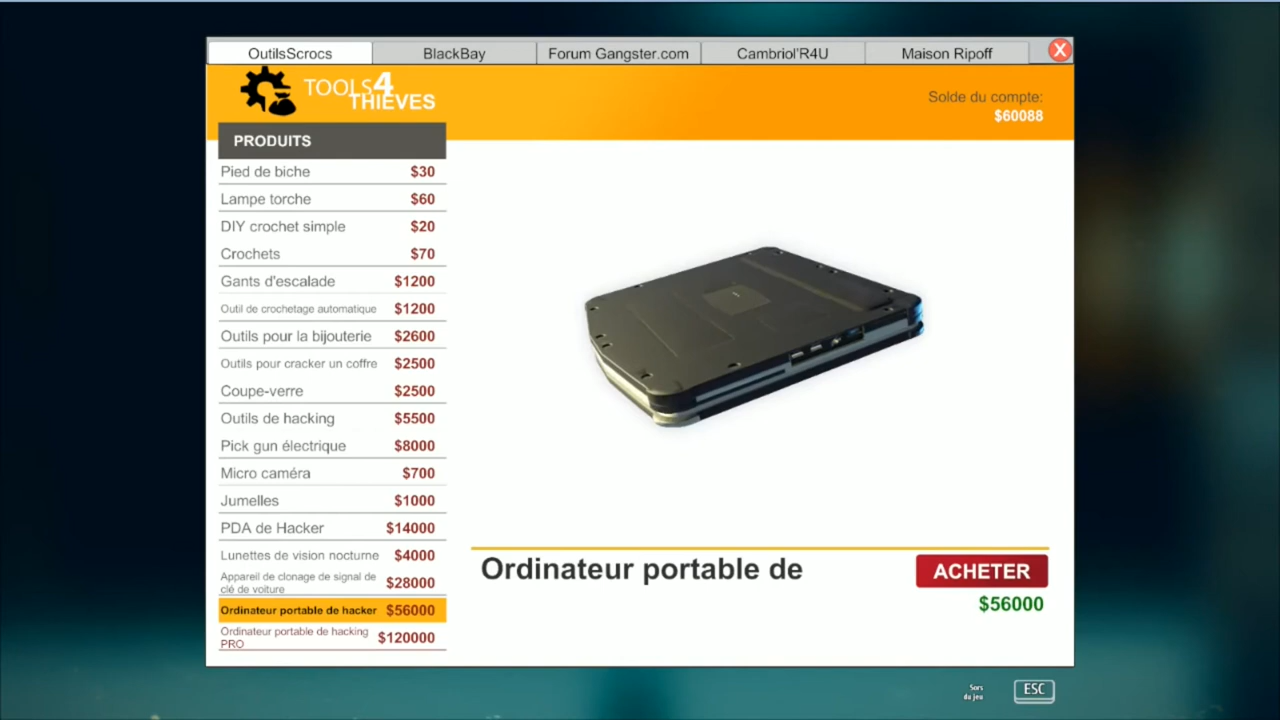 OutilsScrocs BlackBay Forum Gangster.com Cambriol'R4U Maison Ripoff X
TOOLS4
THIEVES
Solde du compte:
$60088
PRODUITS
Pied de biche $30
Lampe torche $60
DIY crochet simple $20
Crochets $70
Gants d'escalade $1200
Outil de crochetage automatique $1200
Outils pour la bijouterie $2600
Outils pour cracker un coffre $2500
Coupe-verre $2500
Outils de hacking $5500
Pick gun électrique $8000
Micro caméra $700
Jumelles $1000
PDA de Hacker $14000
Lunettes de vision nocturne $4000
Appareil de clonage de signal de
clé de voiture $28000
Ordinateur portable de hacker $56000
Ordinateur portable de hacking
PRO $120000
Ordinateur portable de
ACHETER
$56000
Sors
du jeu
ESC